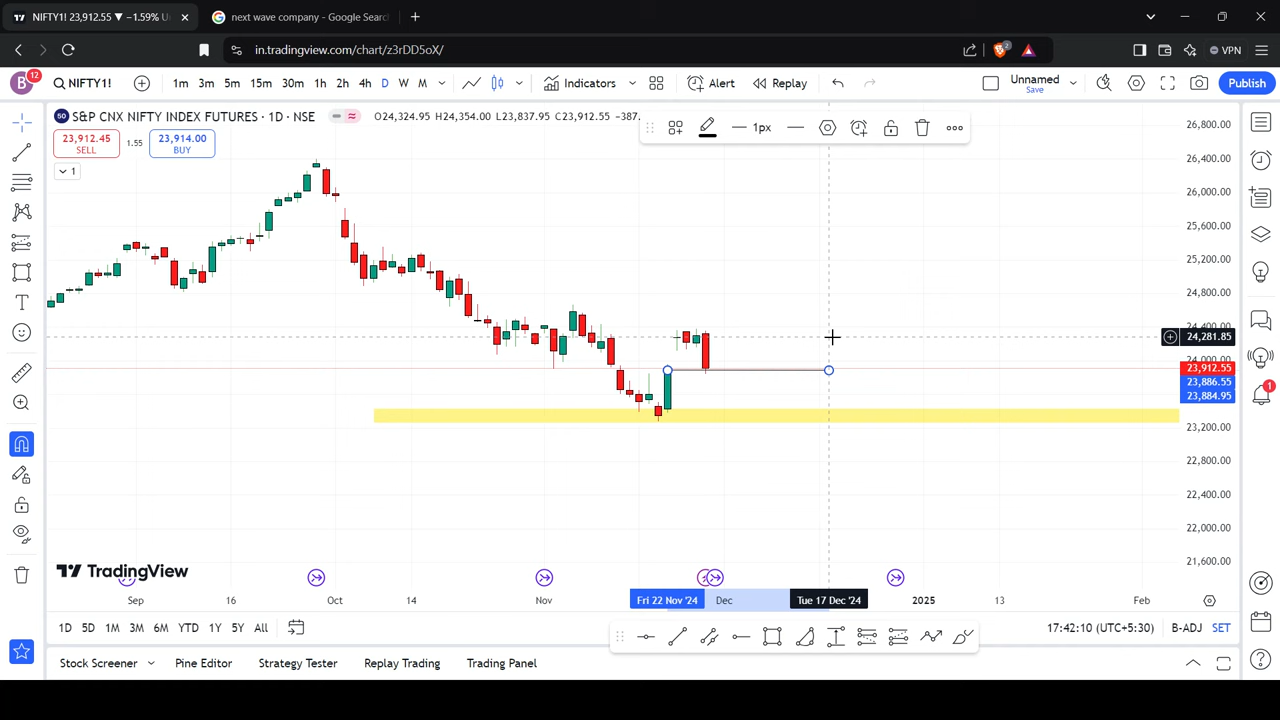 NIFTY1! 23,912.55 ▼ −1.59% U
next wave company - Google Searc
in.tradingview.com/chart/z3rDD5oX/
2
VPN
B
12
NIFTY1!
1m 3m 5m 15m 30m 1h 2h 4h D W M
Indicators
Alert
Replay
Unnamed
Save
Publish
50 S&P CNX NIFTY INDEX FUTURES · 1D · NSE
O24,324.95 H24,354.00 L23,837.95 C23,912.55 −387.
1px
23,912.45
SELL
1.55
23,914.00
BUY
1
26,800.00
26,400.00
26,000.00
25,600.00
25,200.00
24,800.00
24,400.00
24,281.85
24,000.00
23,912.55
23,886.55
23,884.95
23,200.00
22,800.00
22,400.00
22,000.00
21,600.00
1
T
TradingView
Sep 16 Oct 14 Nov Fri 22 Nov '24 Dec Tue 17 Dec '24 2025 13 Feb
1D 5D 1M 3M 6M YTD 1Y 5Y All
17:42:10 (UTC+5:30) B-ADJ SET
Stock Screener Pine Editor Strategy Tester Replay Trading Trading Panel